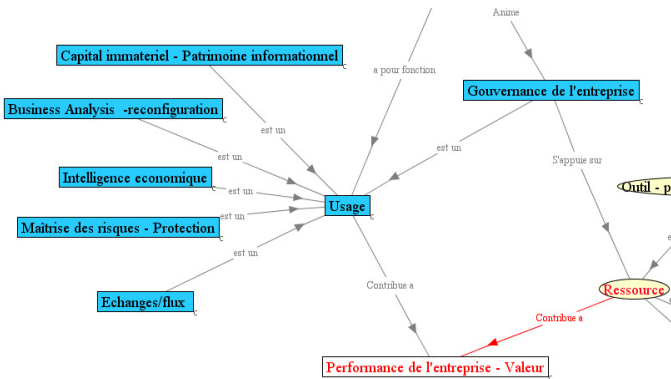 Anime
Capital immateriel - Patrimoine informationnel
c
a pour fonction
Gouvernance de l'entreprise
c
Business Analysis -reconfiguration
c
est un
est un
est un
S'appuie sur
Intelligence economique
c
est un
Outil - p
Usage
c
Maîtrise des risques - Protection
c
est un
e
est un
Contribue a
Ressource
Echanges/flux
c
Contribue a
Performance de l'entreprise - Valeur
c